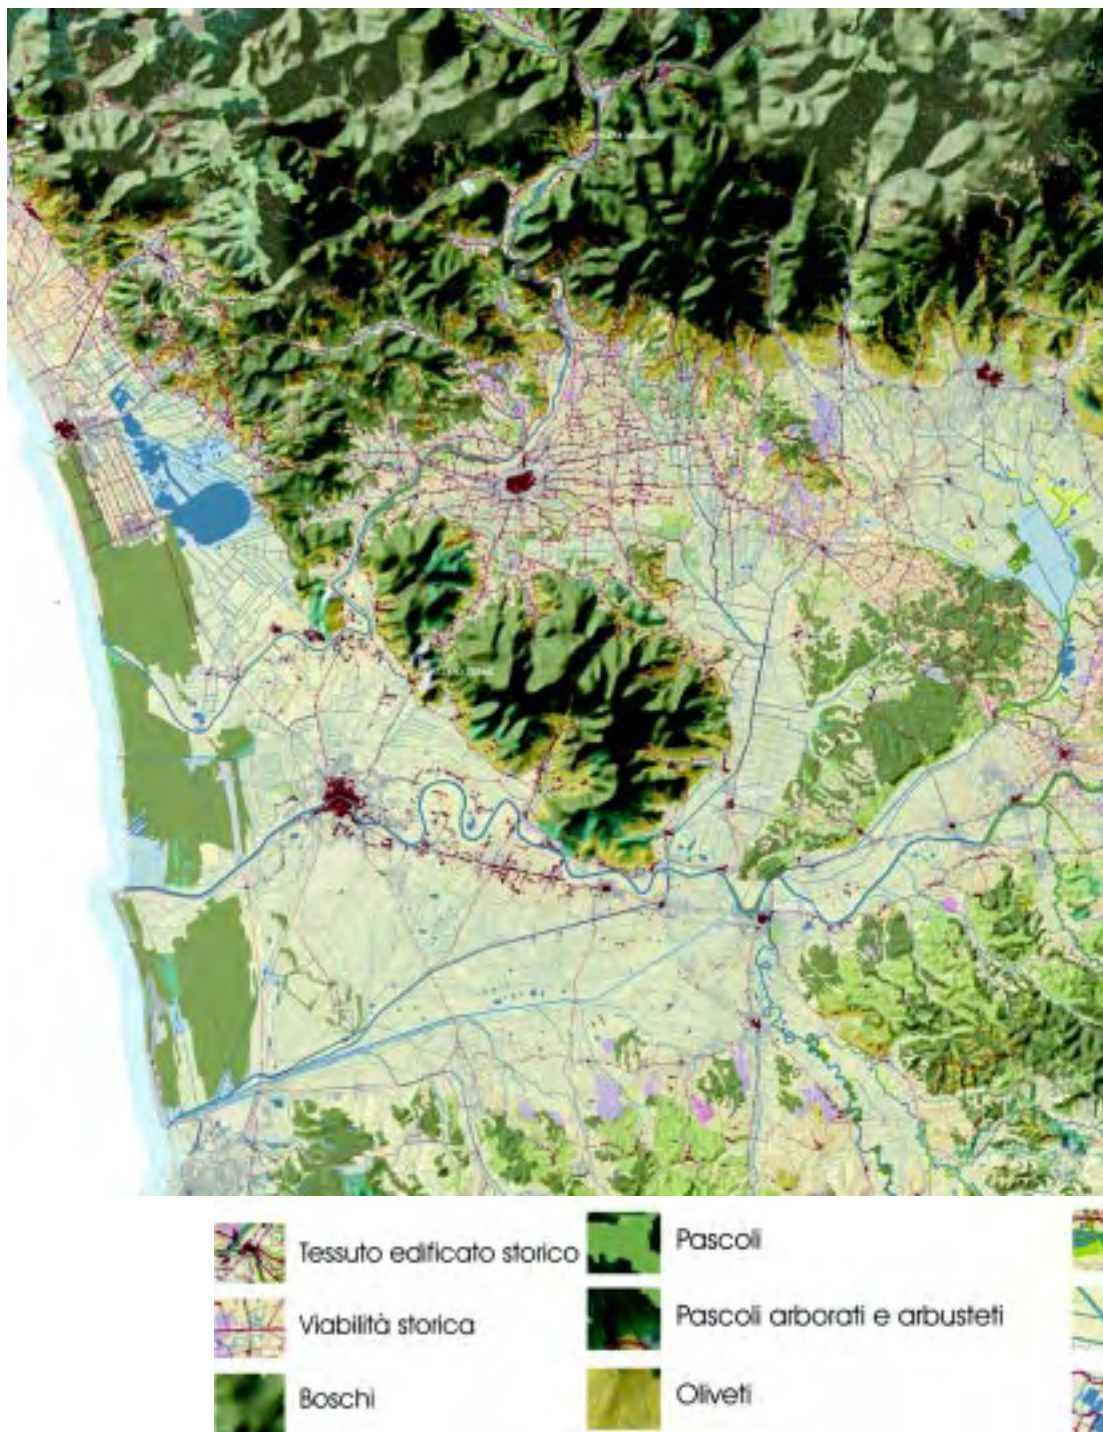 Tessuto edificato storico
Viabilità storica
Boschi
Pascoli
Pascoli arborati e arbusteti
Oliveti